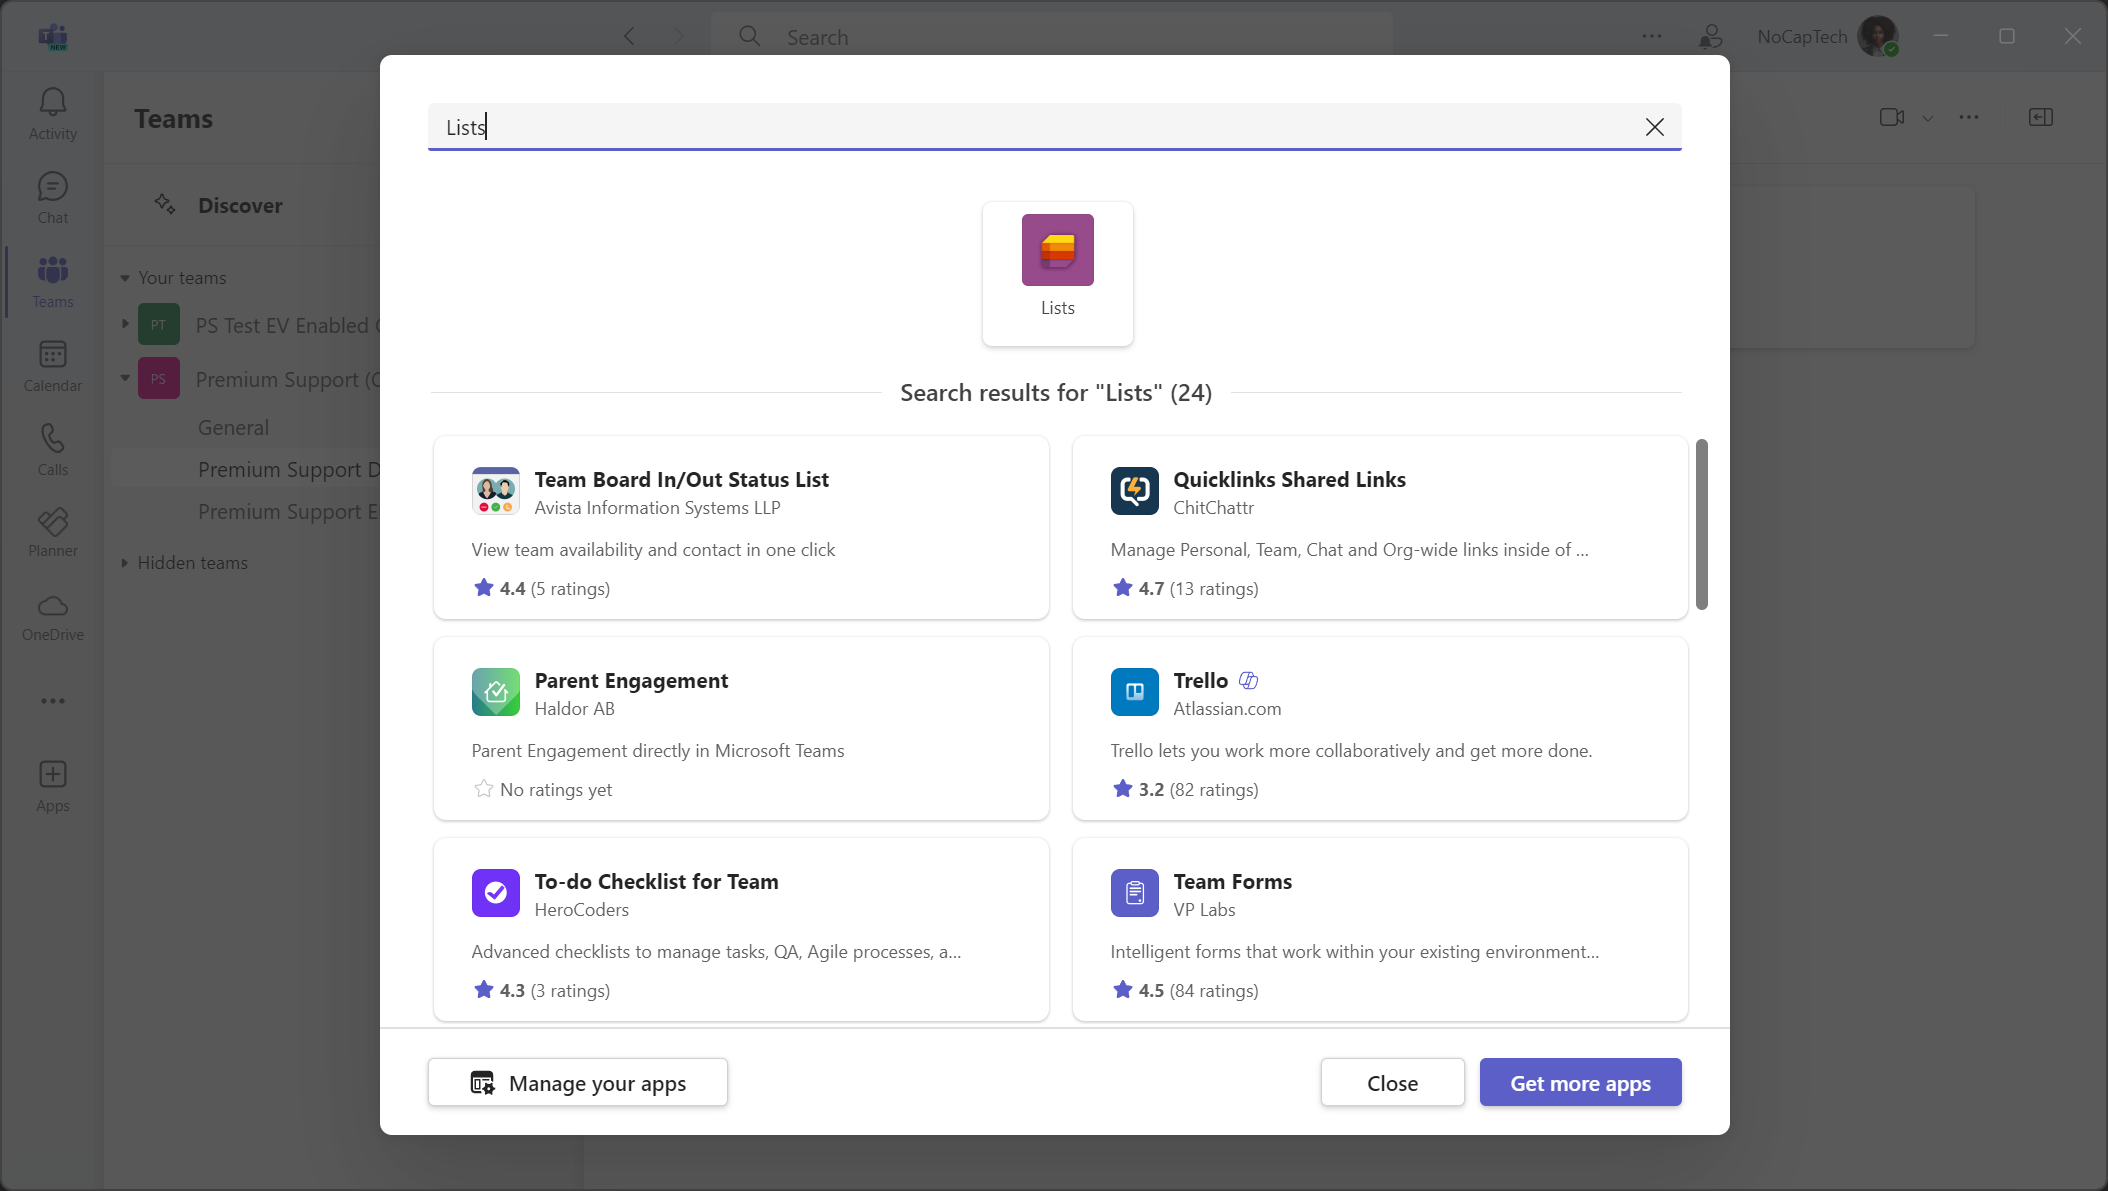 NEW
Search
NoCapTech
Activity
Chat
Teams
Calendar
Calls
Planner
OneDrive
Apps
Teams
Discover
Your teams
PT
PS Test EV Enabled
PS
Premium Support (
General
Premium Support D
Premium Support E
Hidden teams
Lists
Lists
Search results for "Lists" (24)
Team Board In/Out Status List
Avista Information Systems LLP
View team availability and contact in one click
4.4 (5 ratings)
Quicklinks Shared Links
ChitChattr
Manage Personal, Team, Chat and Org-wide links inside of ...
4.7 (13 ratings)
Parent Engagement
Haldor AB
Parent Engagement directly in Microsoft Teams
No ratings yet
Trello
Atlassian.com
Trello lets you work more collaboratively and get more done.
3.2 (82 ratings)
To-do Checklist for Team
HeroCoders
Advanced checklists to manage tasks, QA, Agile processes, a...
4.3 (3 ratings)
Team Forms
VP Labs
Intelligent forms that work within your existing environment...
4.5 (84 ratings)
Manage your apps
Close
Get more apps